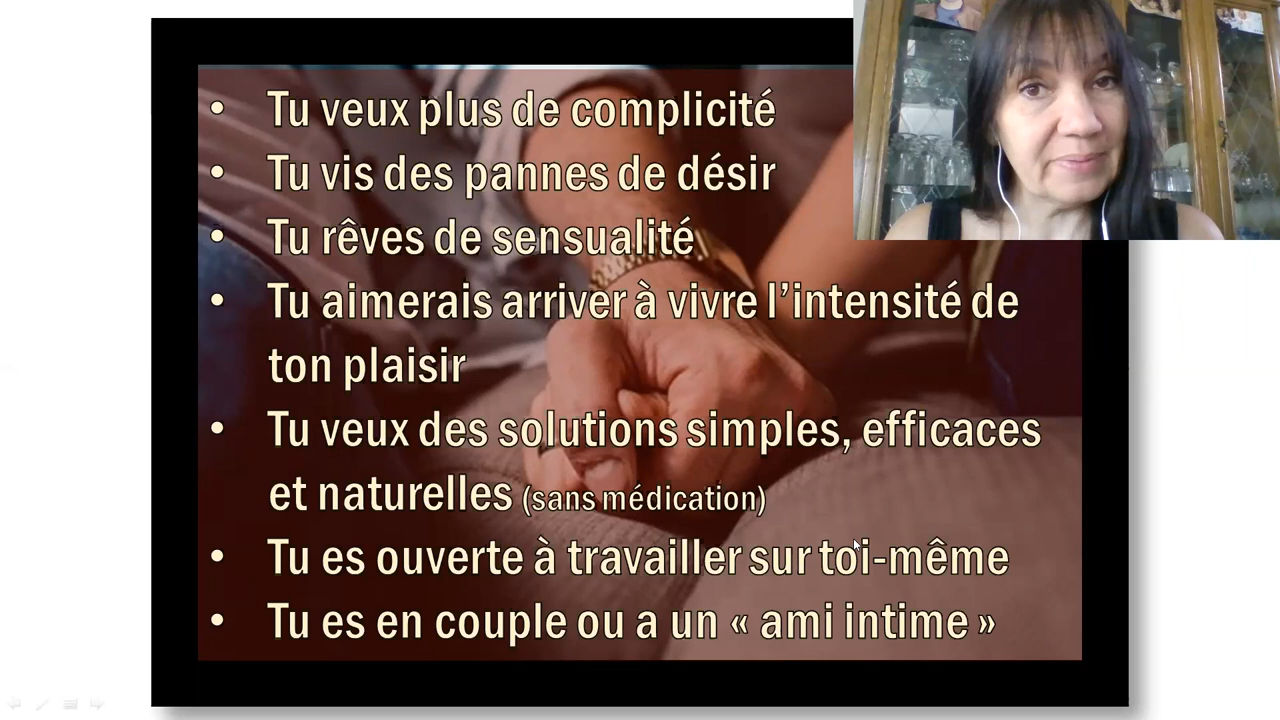 • Tu veux plus de complicité
• Tu vis des pannes de désir
• Tu rêves de sensualité
• Tu aimerais arriver à vivre l’intensité de
ton plaisir
• Tu veux des solutions simples, efficaces
et naturelles (sans médication)
• Tu es ouverte à travailler sur toi-même
• Tu es en couple ou a un « ami intime »